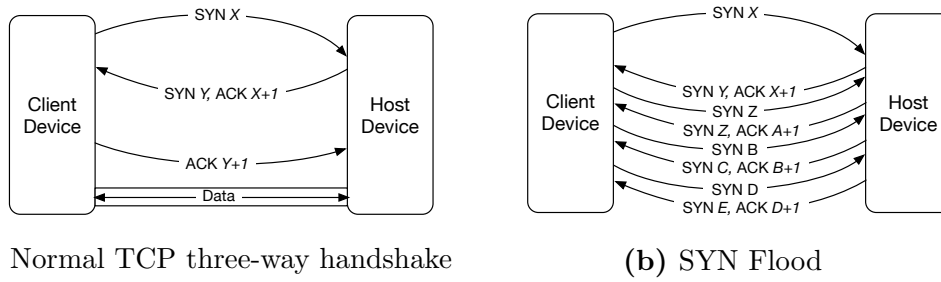 SYN X
SYN Y, ACK X+1
Client
Device
Host
Device
ACK Y+1
Data
Normal TCP three-way handshake
SYN X
SYN Y, ACK X+1
SYN Z
SYN Z, ACK A+1
SYN B
SYN C, ACK B+1
SYN D
SYN E, ACK D+1
Client
Device
Host
Device
(b) SYN Flood